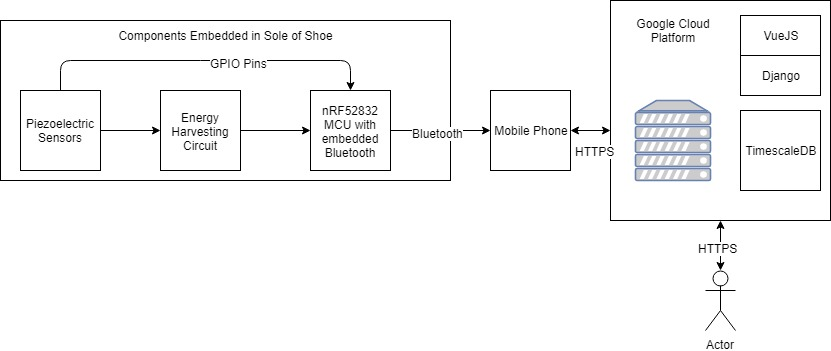 Components Embedded in Sole of Shoe
GPIO Pins
Piezoelectric
Sensors
Energy
Harvesting
Circuit
nRF52832
MCU with
embedded
Bluetooth
Bluetooth
Mobile Phone
HTTPS
Google Cloud
Platform
VueJS
Django
TimescaleDB
HTTPS
Actor